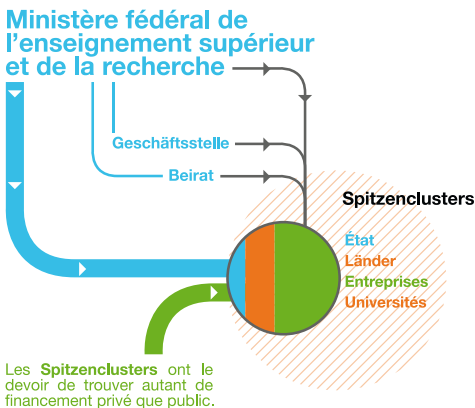 Ministère fédéral de
l'enseignement supérieur
et de la recherche
Geschäftsstelle
Beirat
Spitzenclusters
État
Länder
Entreprises
Universités
Les Spitzenclusters ont le
devoir de trouver autant de
financement privé que public.